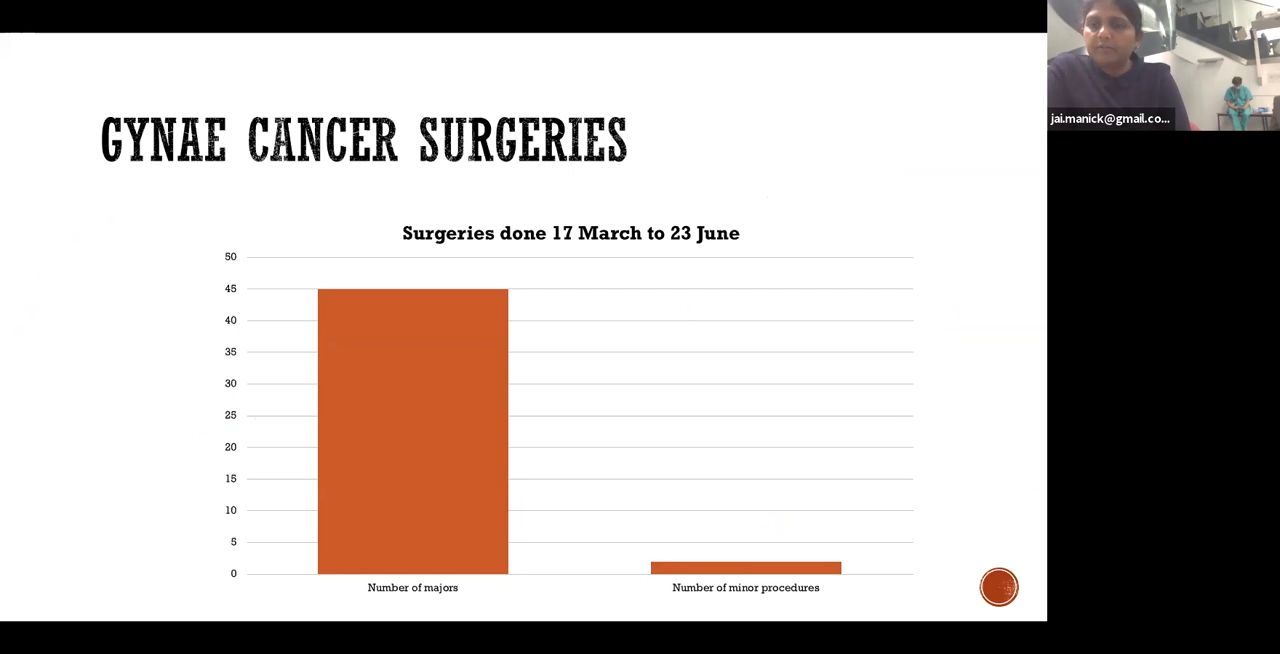 GYNAE CANCER SURGERIES
Surgeries done 17 March to 23 June
50
45
40
35
30
25
20
15
10
5
0
Number of majors
Number of minor procedures
jai.manick@gmail.co...